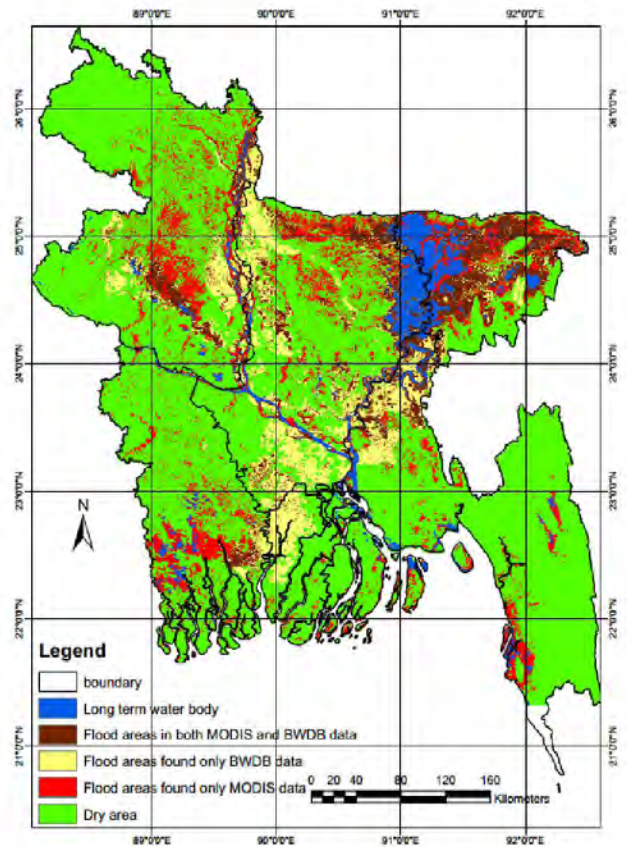 89°0'0"E 90°0'0"E 91°0'0"E 92°0'0"E
26°0'0"N 26°0'0"N
25°0'0"N 25°0'0"N
24°0'0"N 24°0'0"N
23°0'0"N 23°0'0"N
N
22°0'0"N 22°0'0"N
Legend
boundary
Long term water body
Flood areas in both MODIS and BWDB data
21°0'0"N 21°0'0"N
Flood areas found only BWDB data
Flood areas found only MODIS data
0 20 40 80 120 160
Kilometers
Dry area
89°0'0"E 90°0'0"E 91°0'0"E 92°0'0"E